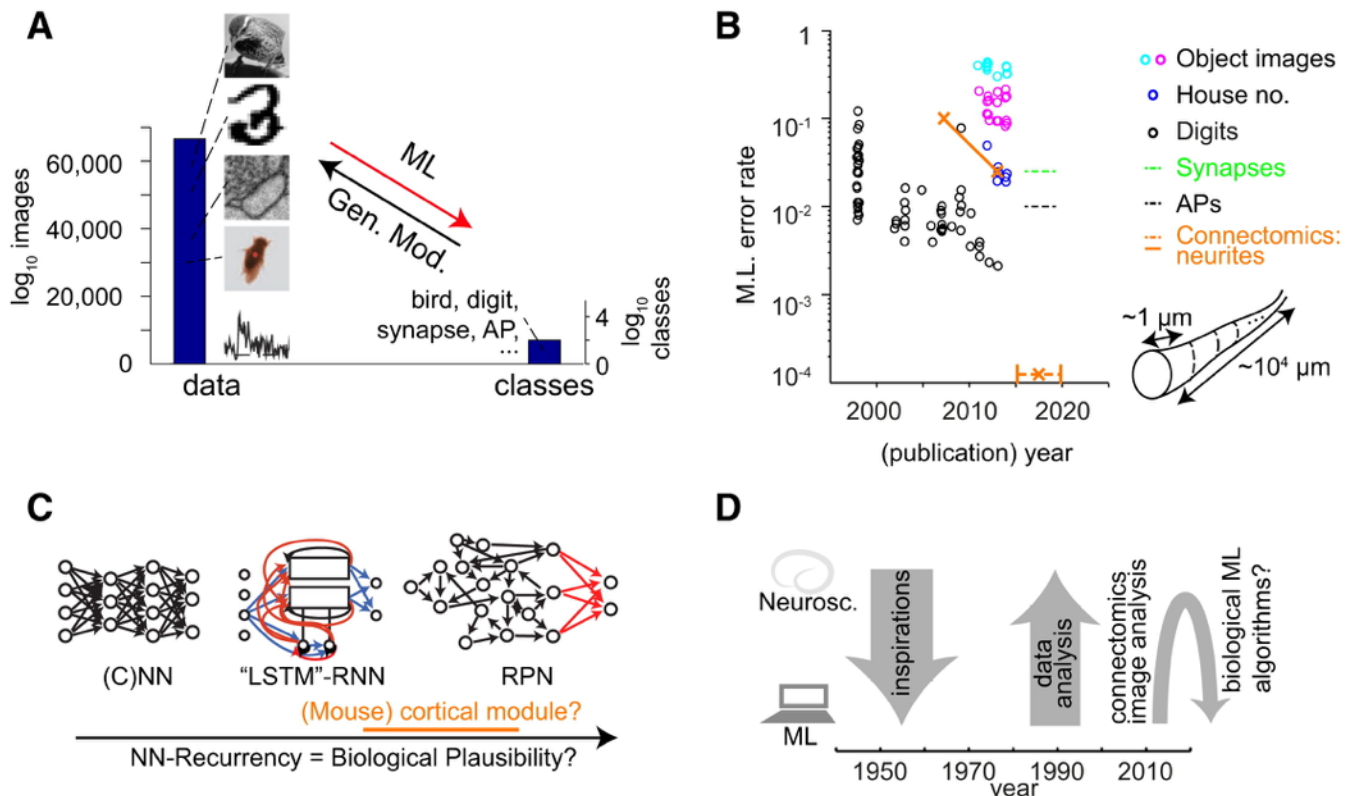 A
log10 images
60,000
40,000
20,000
0
data
ML
Gen. Mod.
bird, digit,
synapse, AP,
...
classes
4
0
log10
classes
B
M.L. error rate
1
10-1
10-2
10-3
10-4
2000
2010
2020
(publication) year
Object images
House no.
Digits
Synapses
APs
Connectomics:
neurites
~1 µm
~10⁴ µm
C
(C)NN
“LSTM”-RNN
RPN
(Mouse) cortical module?
NN-Recurrency = Biological Plausibility?
D
Neurosc.
ML
inspirations
data
analysis
connectomics
image analysis
biological ML
algorithms?
1950
1970
1990
2010
year